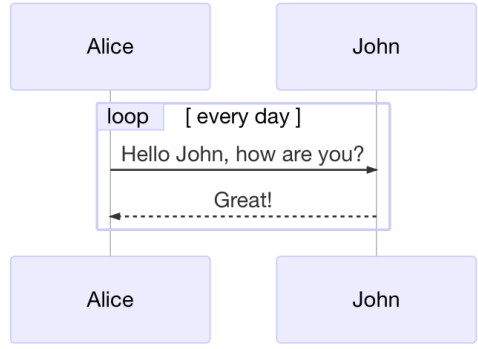 Alice John
loop [ every day ]
Hello John, how are you?
Great!
Alice John